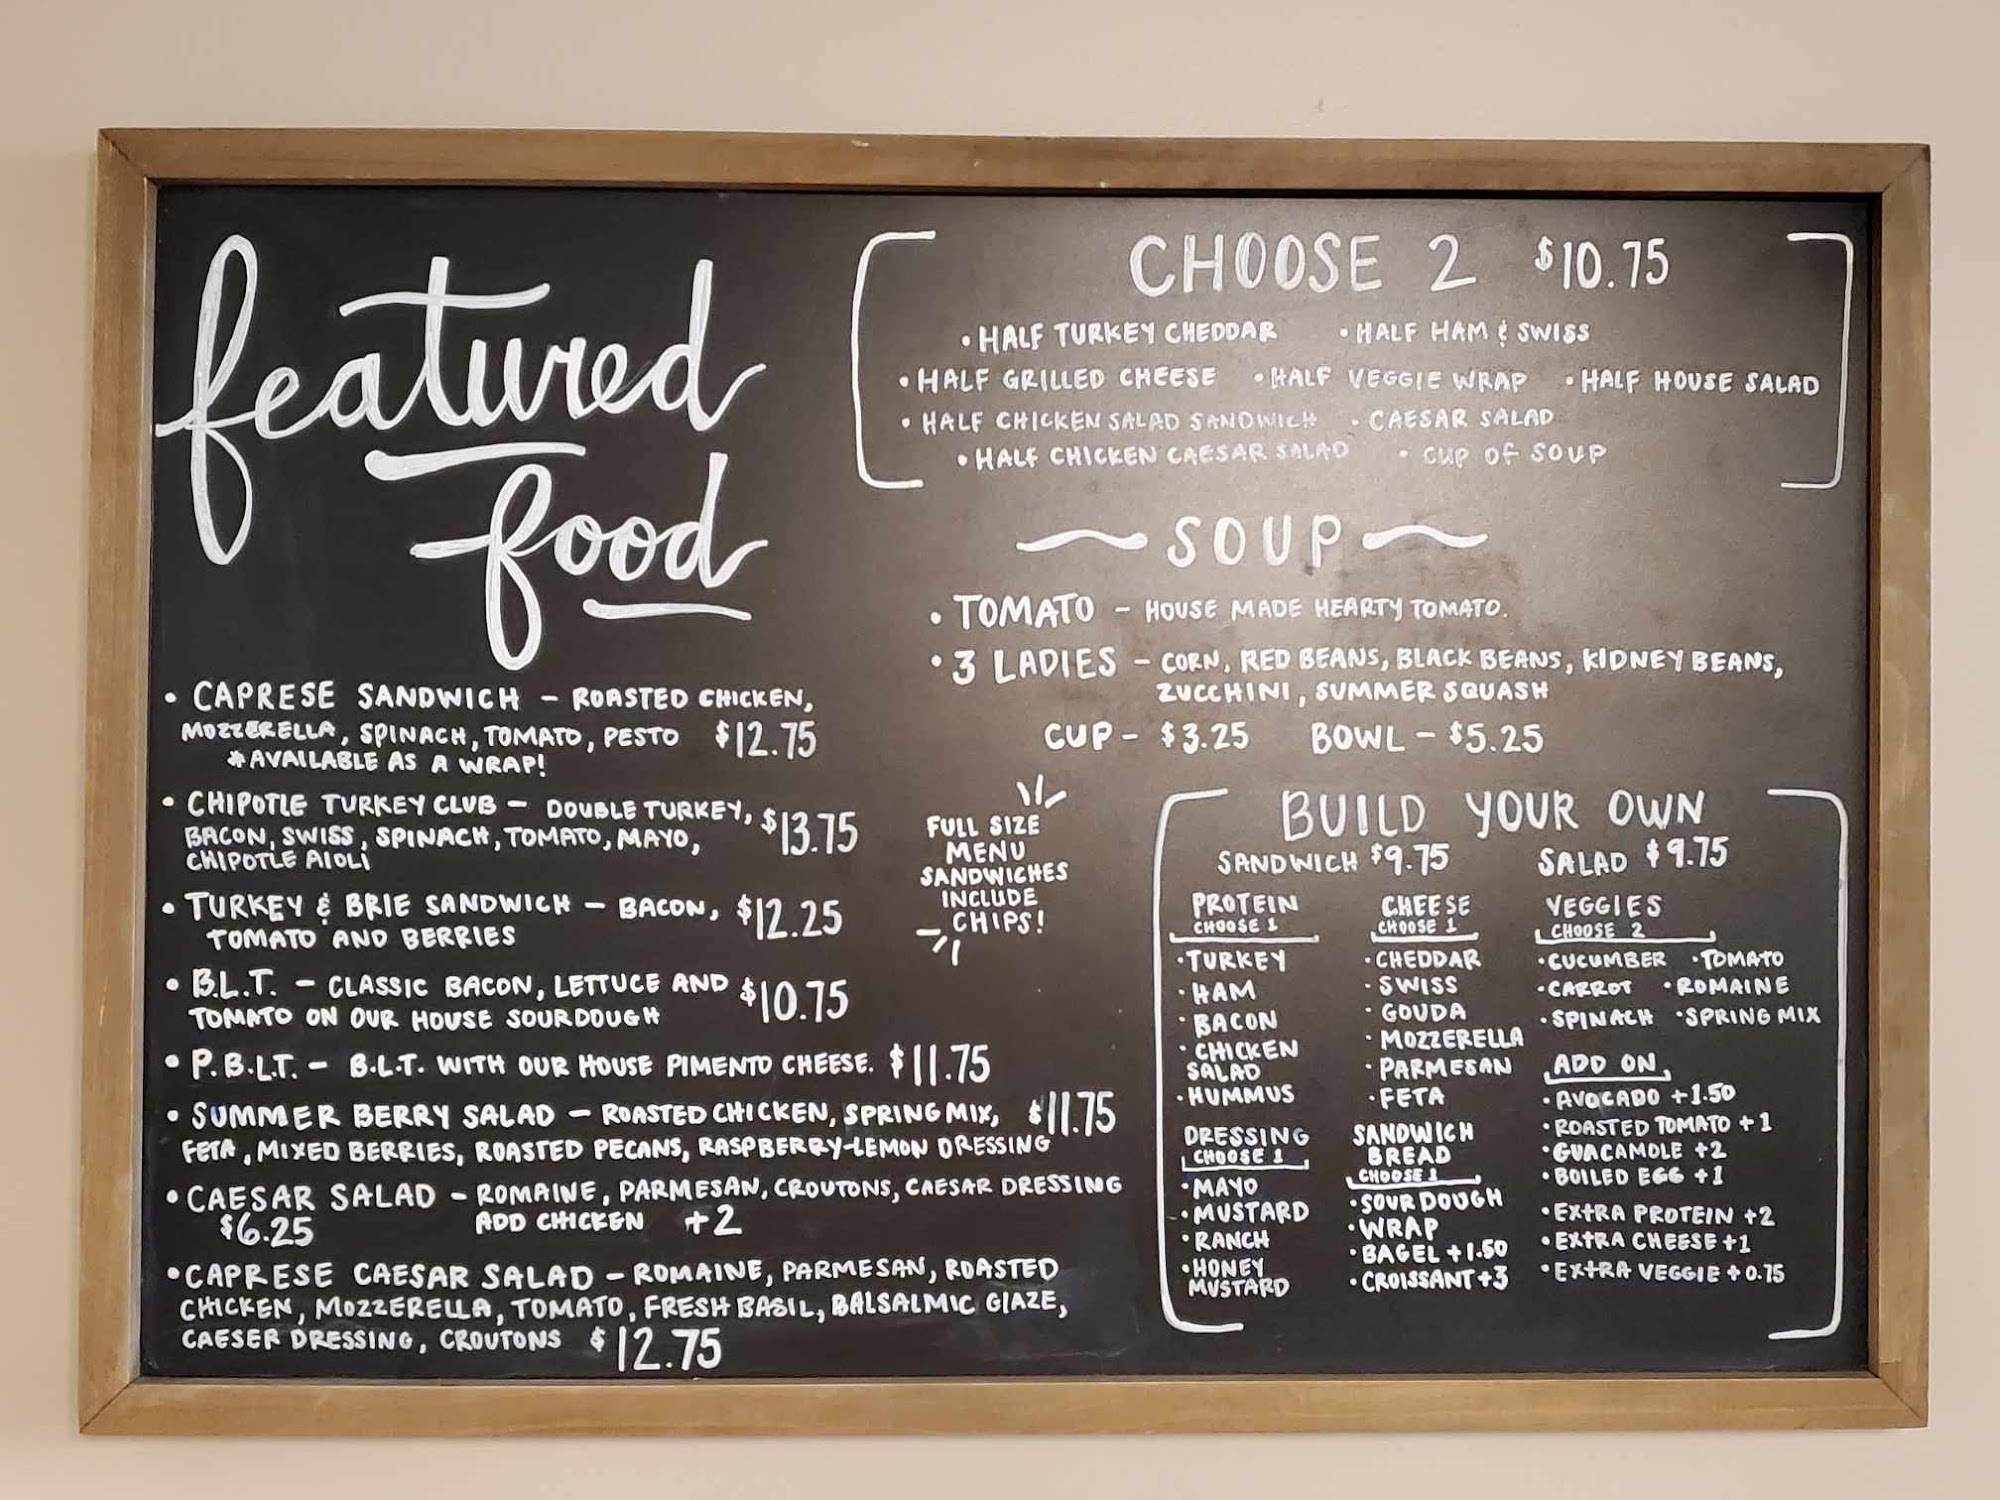 featured
food
• CAPRESE SANDWICH – ROASTED CHICKEN,
MOZZERELLA, SPINACH, TOMATO, PESTO $12.75
*AVAILABLE AS A WRAP!
• CHIPOTLE TURKEY CLUB – DOUBLE TURKEY, $13.75
BACON, SWISS, SPINACH, TOMATO, MAYO,
CHIPOTLE AIOLI
• TURKEY & BRIE SANDWICH – BACON, $12.25
TOMATO AND BERRIES
• B.L.T. – CLASSIC BACON, LETTUCE AND $10.75
TOMATO ON OUR HOUSE SOURDOUGH
• P.B.L.T. – B.L.T. WITH OUR HOUSE PIMENTO CHEESE. $11.75
• SUMMER BERRY SALAD – ROASTED CHICKEN, SPRING MIX, $11.75
FETA, MIXED BERRIES, ROASTED PECANS, RASPBERRY-LEMON DRESSING
• CAESAR SALAD – ROMAINE, PARMESAN, CROUTONS, CAESAR DRESSING
$6.25 ADD CHICKEN +2
• CAPRESE CAESAR SALAD – ROMAINE, PARMESAN, ROASTED
CHICKEN, MOZZERELLA, TOMATO, FRESH BASIL, BALSALMIC GLAZE,
CAESER DRESSING, CROUTONS $12.75
FULL SIZE
MENU
SANDWICHES
INCLUDE
CHIPS!
CHOOSE 2 $10.75
• HALF TURKEY CHEDDAR • HALF HAM & SWISS
• HALF GRILLED CHEESE • HALF VEGGIE WRAP • HALF HOUSE SALAD
• HALF CHICKEN SALAD SANDWICH • CAESAR SALAD
• HALF CHICKEN CAESAR SALAD • CUP OF SOUP
SOUP
• TOMATO – HOUSE MADE HEARTY TOMATO.
• 3 LADIES – CORN, RED BEANS, BLACK BEANS, KIDNEY BEANS,
ZUCCHINI, SUMMER SQUASH
CUP – $3.25 BOWL – $5.25
BUILD YOUR OWN
SANDWICH $9.75 SALAD $9.75
PROTEIN
CHOOSE 1
• TURKEY
• HAM
• BACON
• CHICKEN
SALAD
• HUMMUS
DRESSING
CHOOSE 1
• MAYO
• MUSTARD
• RANCH
• HONEY
MUSTARD
CHEESE
CHOOSE 1
• CHEDDAR
• SWISS
• GOUDA
• MOZZERELLA
• PARMESAN
• FETA
SANDWICH
BREAD
CHOOSE 1
• SOURDOUGH
• WRAP
• BAGEL +1.50
• CROISSANT +3
VEGGIES
CHOOSE 2
• CUCUMBER • TOMATO
• CARROT • ROMAINE
• SPINACH • SPRING MIX
ADD ON
• AVOCADO +1.50
• ROASTED TOMATO +1
• GUACAMOLE +2
• BOILED EGG +1
• EXTRA PROTEIN +2
• EXTRA CHEESE +1
• EXTRA VEGGIE +0.75